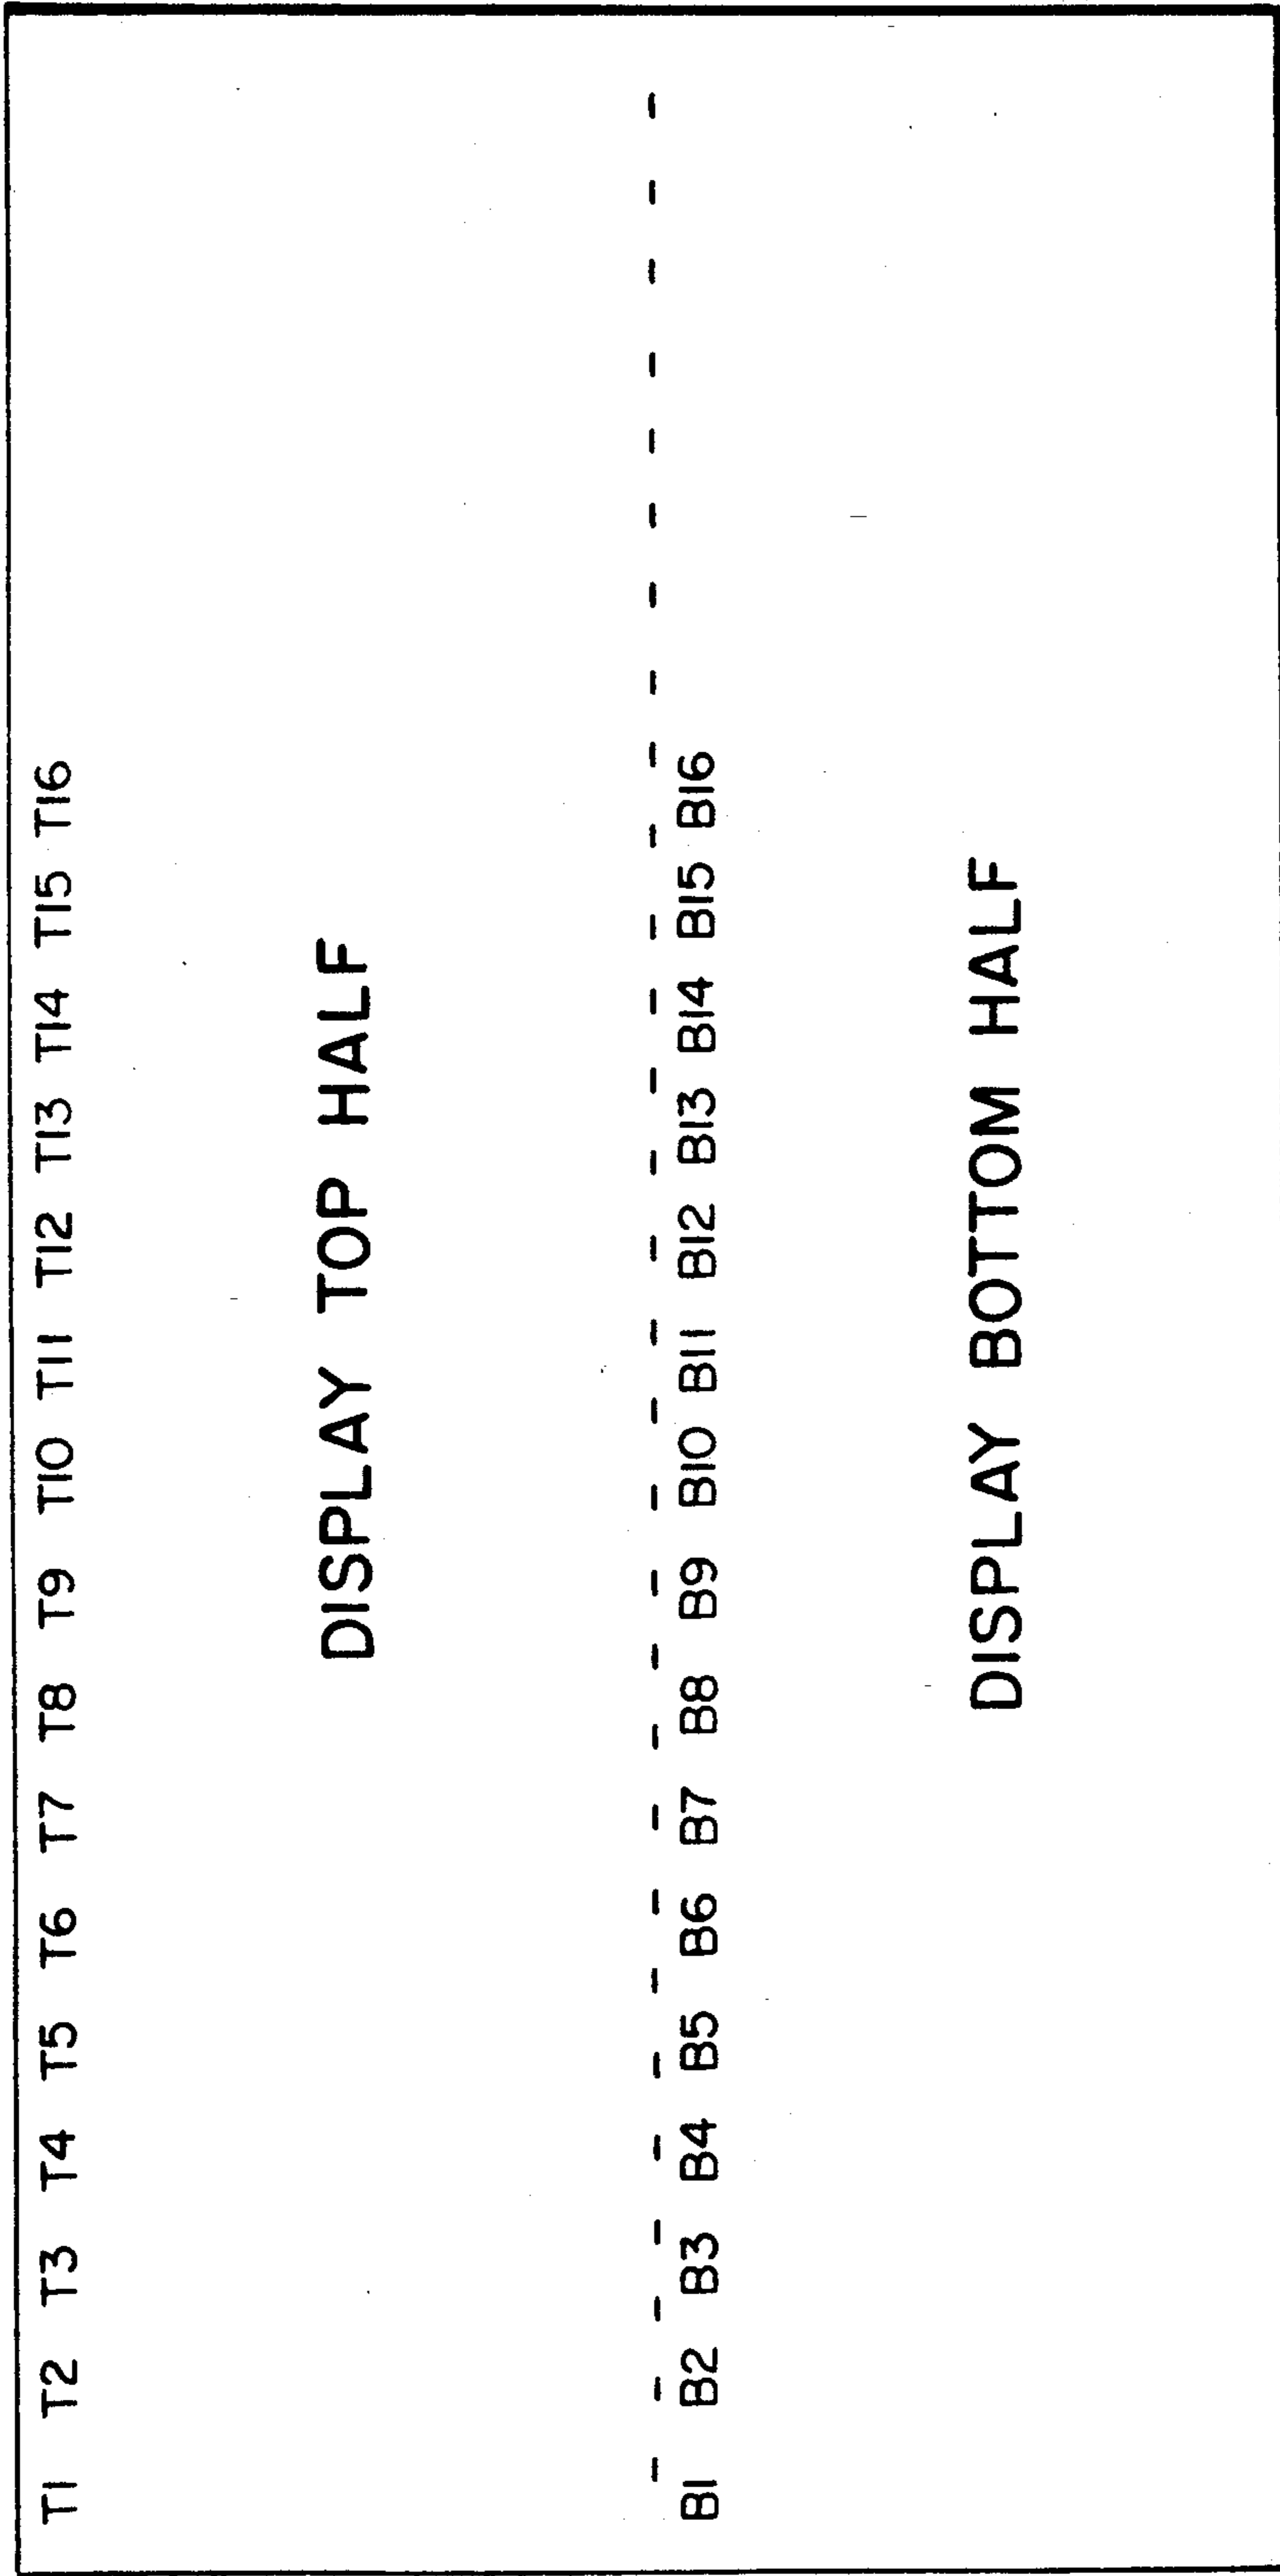 T1 T2 T3 T4 T5 T6 T7 T8 T9 T10 T11 T12 T13 T14 T15 T16
DISPLAY TOP HALF
B1 B2 B3 B4 B5 B6 B7 B8 B9 B10 B11 B12 B13 B14 B15 B16
DISPLAY BOTTOM HALF